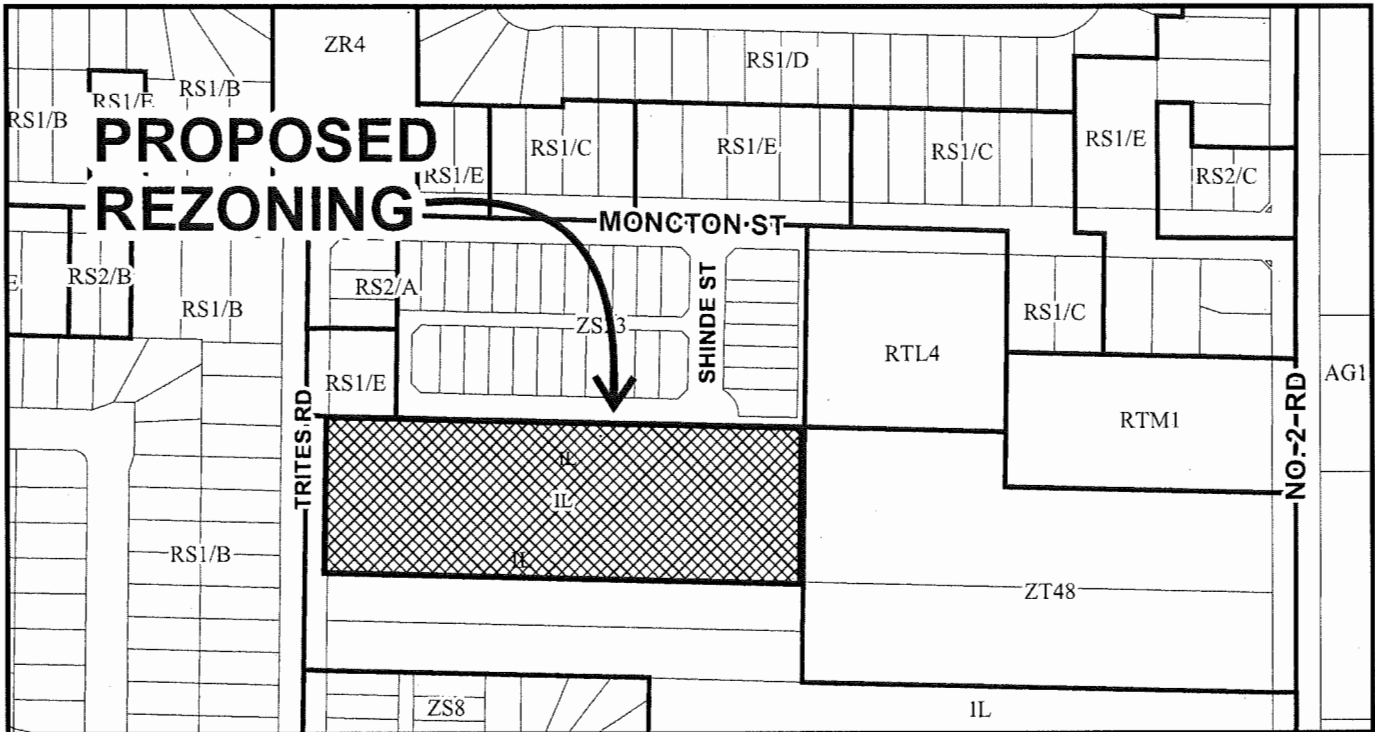 ZR4
RS1/D
RS1/B
RS1/E
RS1/B
PROPOSED
REZONING
RS1/E
RS1/C
RS1/E
RS1/C
RS1/E
RS2/C
MONCTON ST
RS2/B
RS1/B
RS2/A
ZS23
SHINDE ST
RTL4
RS1/C
AG1
RS1/E
RTM1
TRITES RD
NO. 2 RD
IL
IL
IL
RS1/B
ZT48
ZS8
IL